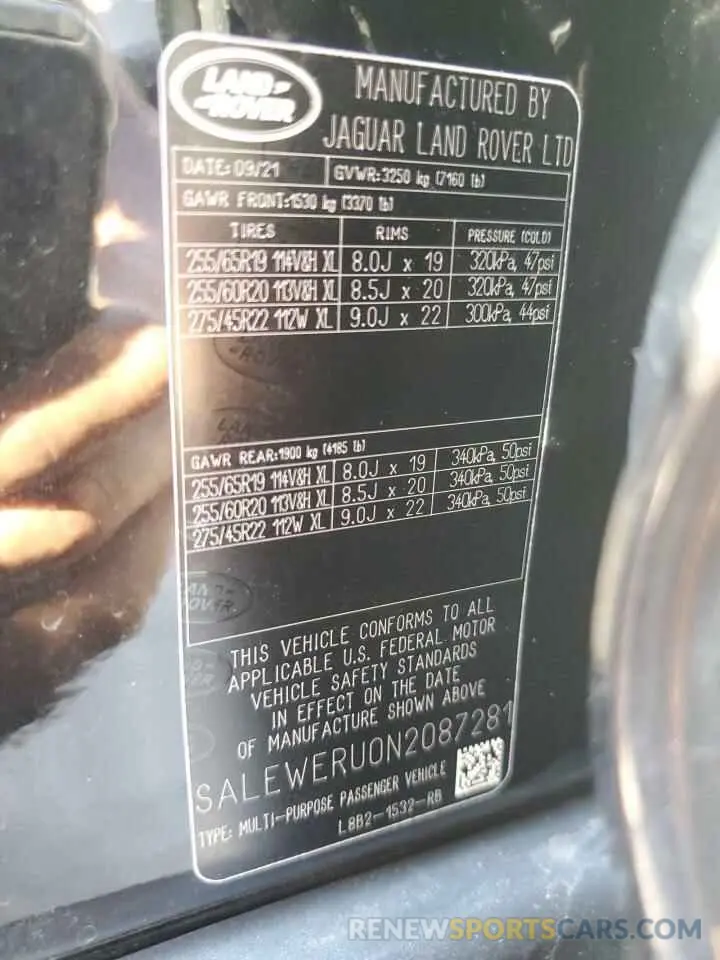 LAND ROVER
MANUFACTURED BY
JAGUAR LAND ROVER LTD
DATE: 09/21 GVWR:3250 kg (7160 lb)
GAWR FRONT:1530 kg (3370 lb)
TIRES RIMS PRESSURE (COLD)
255/65R19 114V&H XL 8.0J x 19 320kPa, 47psi
255/60R20 113V&H XL 8.5J x 20 320kPa, 47psi
275/45R22 112W XL 9.0J x 22 300kPa, 44psi
GAWR REAR:1900 kg (4185 lb)
255/65R19 114V&H XL 8.0J x 19 340kPa, 50psi
255/60R20 113V&H XL 8.5J x 20 340kPa, 50psi
275/45R22 112W XL 9.0J x 22 340kPa, 50psi
THIS VEHICLE CONFORMS TO ALL
APPLICABLE U.S. FEDERAL MOTOR
VEHICLE SAFETY STANDARDS
IN EFFECT ON THE DATE
OF MANUFACTURE SHOWN ABOVE
SALEWERU0N2087281
TYPE: MULTI-PURPOSE PASSENGER VEHICLE
L8B2-1532-RB
RENEWSPORTSCARS.COM